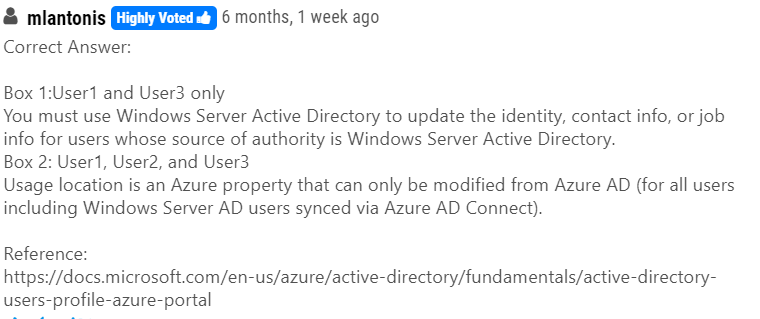 mlantonis Highly Voted 6 months, 1 week ago
Correct Answer:
Box 1:User1 and User3 only
You must use Windows Server Active Directory to update the identity, contact info, or job
info for users whose source of authority is Windows Server Active Directory.
Box 2: User1, User2, and User3
Usage location is an Azure property that can only be modified from Azure AD (for all users
including Windows Server AD users synced via Azure AD Connect).
Reference:
https://docs.microsoft.com/en-us/azure/active-directory/fundamentals/active-directory-
users-profile-azure-portal